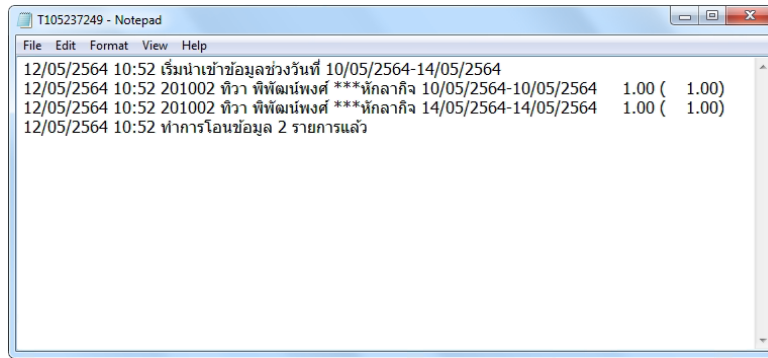 T105237249 - Notepad
File Edit Format View Help
12/05/2564 10:52 เริ่มนำเข้าข้อมูลช่วงวันที่ 10/05/2564-14/05/2564
12/05/2564 10:52 201002 ทิวา พิพัฒน์พงศ์ ***หักลากิจ 10/05/2564-10/05/2564 1.00 ( 1.00)
12/05/2564 10:52 201002 ทิวา พิพัฒน์พงศ์ ***หักลากิจ 14/05/2564-14/05/2564 1.00 ( 1.00)
12/05/2564 10:52 ทำการโอนข้อมูล 2 รายการแล้ว